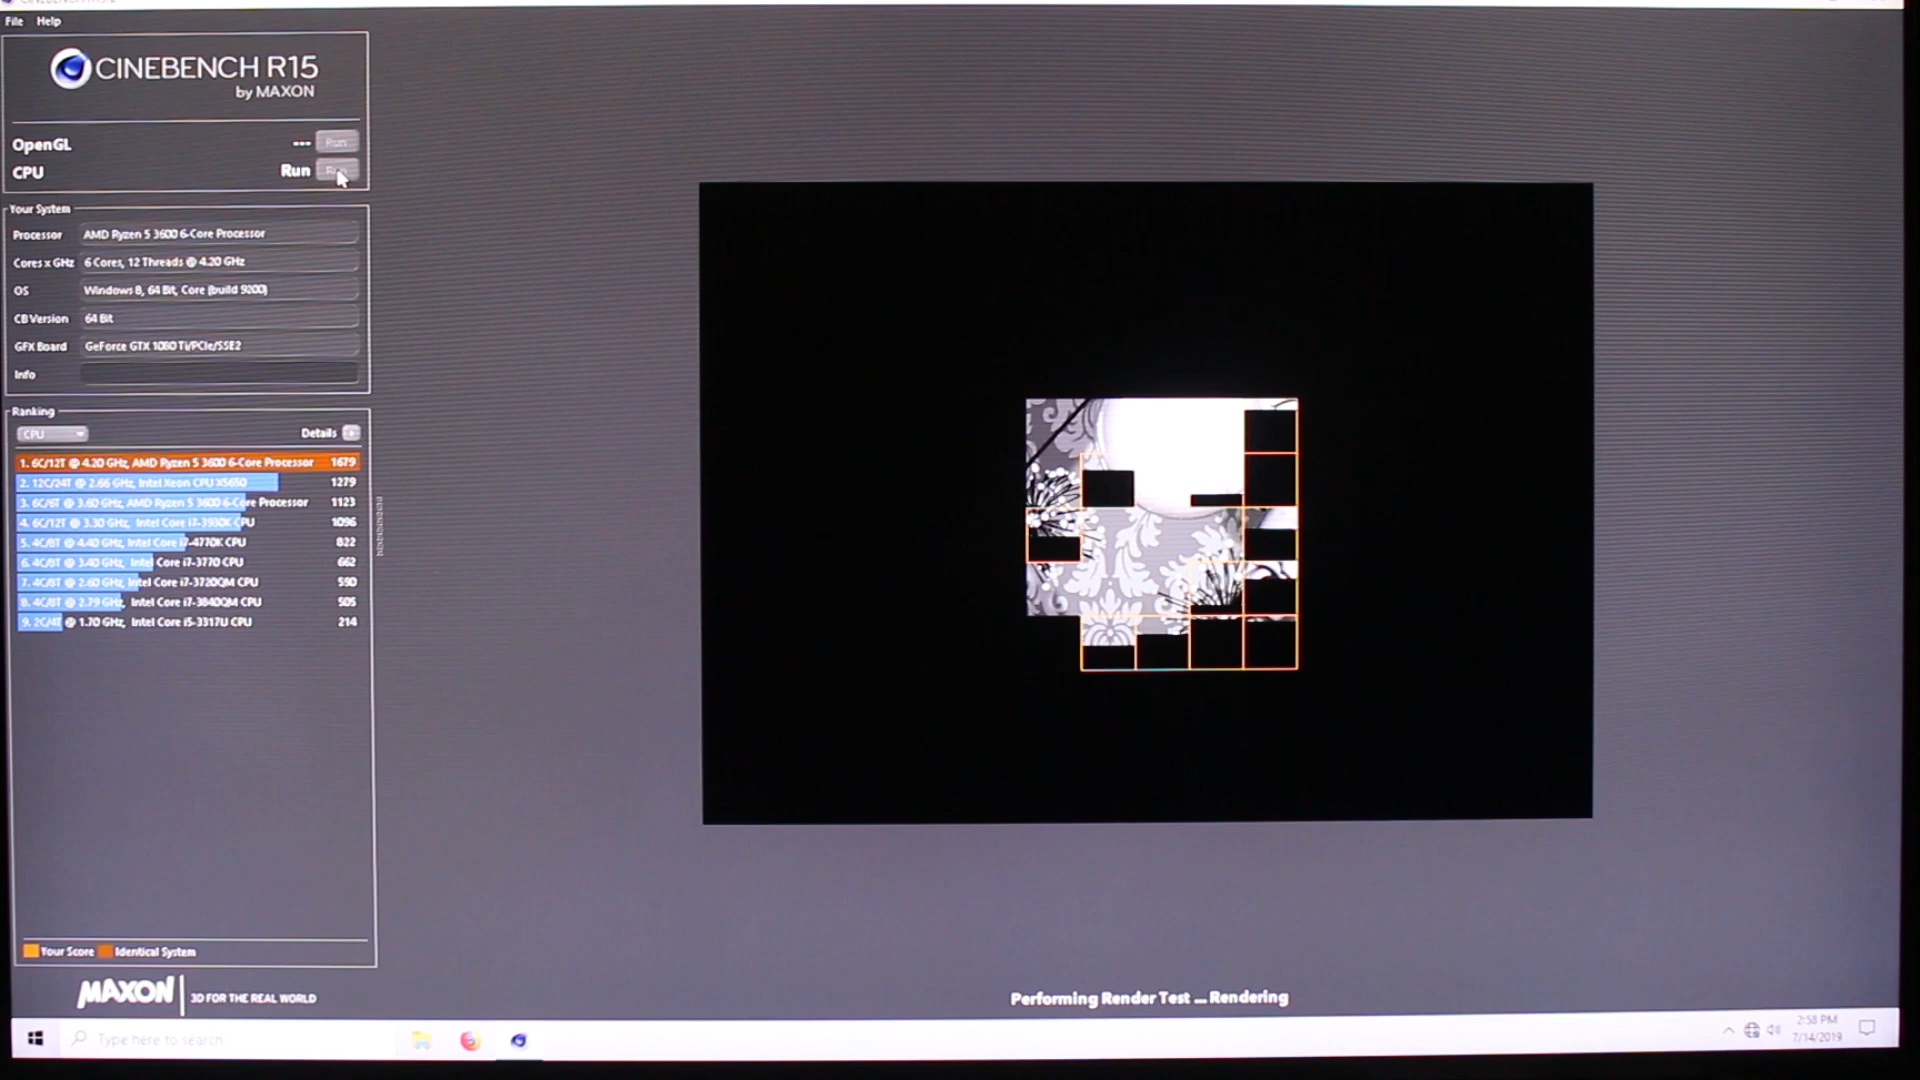 File Help
CINEBENCH R15
by MAXON
OpenGL --- Run
CPU Run
Your System
Processor AMD Ryzen 5 3600 6-Core Processor
Cores x GHz 6 Cores, 12 Threads @ 4.20 GHz
OS Windows 8, 64 Bit, Core (build 9200)
CB Version 64 Bit
GFX Board GeForce GTX 1080 Ti/PCIe/SSE2
Info
Ranking
CPU Details
1. 6C/12T @ 4.20 GHz, AMD Ryzen 5 3600 6-Core Processor 1679
2. 12C/24T @ 2.66 GHz, Intel Xeon CPU X5650 1279
3. 6C/6T @ 3.60 GHz, AMD Ryzen 5 3600 6-Core Processor 1123
4. 6C/12T @ 3.30 GHz, Intel Core i7-3930K CPU 1096
5. 4C/8T @ 4.40 GHz, Intel Core i7-4770K CPU 822
6. 4C/8T @ 3.40 GHz, Intel Core i7-3770 CPU 662
7. 4C/8T @ 2.60 GHz, Intel Core i7-3720QM CPU 590
8. 4C/8T @ 2.79 GHz, Intel Core i7-3840QM CPU 505
9. 2C/4T @ 1.70 GHz, Intel Core i5-3317U CPU 214
Your Score Identical System
MAXON 3D FOR THE REAL WORLD
Performing Render Test ... Rendering
Type here to search
2:58 PM
7/14/2019